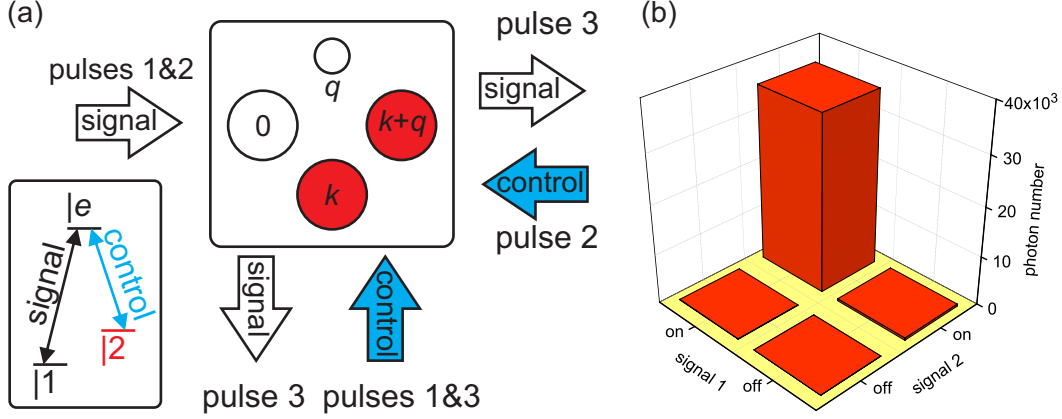 (a)
pulses 1&2
signal
q
0
k+q
k
signal
pulse 3
control
pulse 2
signal
control
pulse 3
pulses 1&3
|e
signal
control
|1
|2
(b)
40x10³
30
20
10
0
photon number
on
off
signal 1
on
off
signal 2